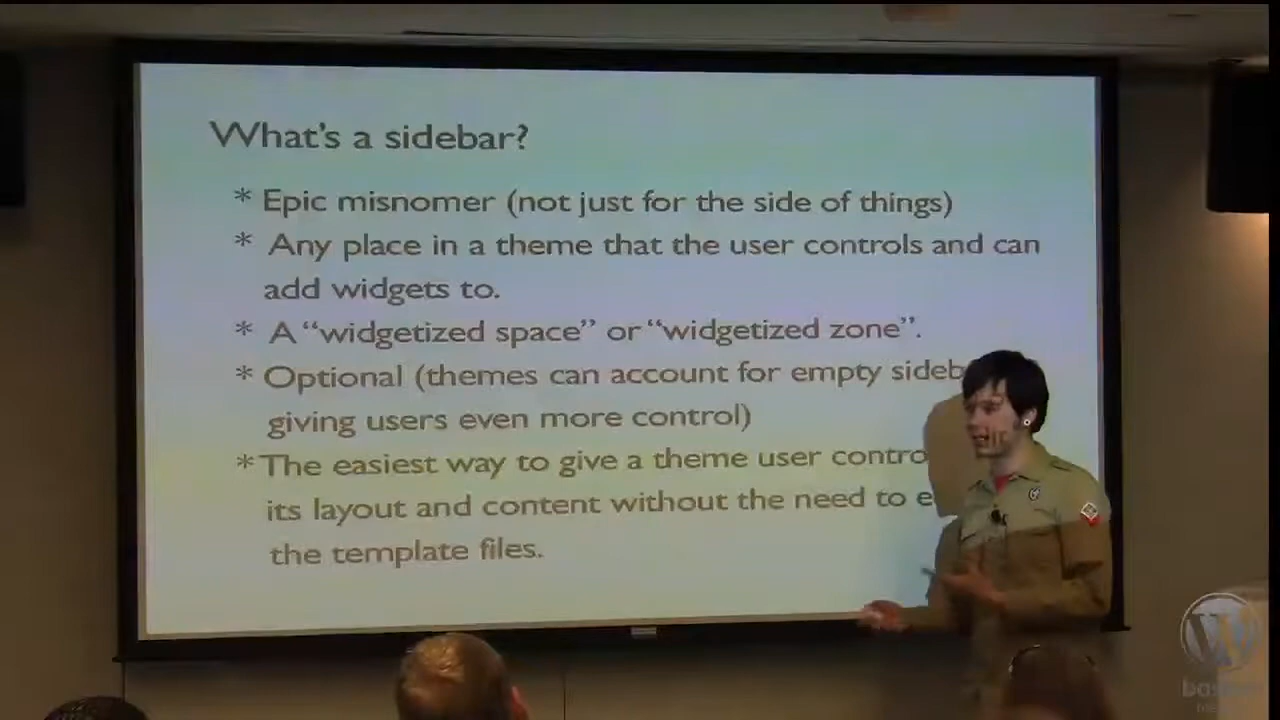 What's a sidebar?
* Epic misnomer (not just for the side of things)
* Any place in a theme that the user controls and can
add widgets to.
* A “widgetized space” or “widgetized zone”.
* Optional (themes can account for empty sideb
giving users even more control)
* The easiest way to give a theme user contro
its layout and content without the need to e
the template files.